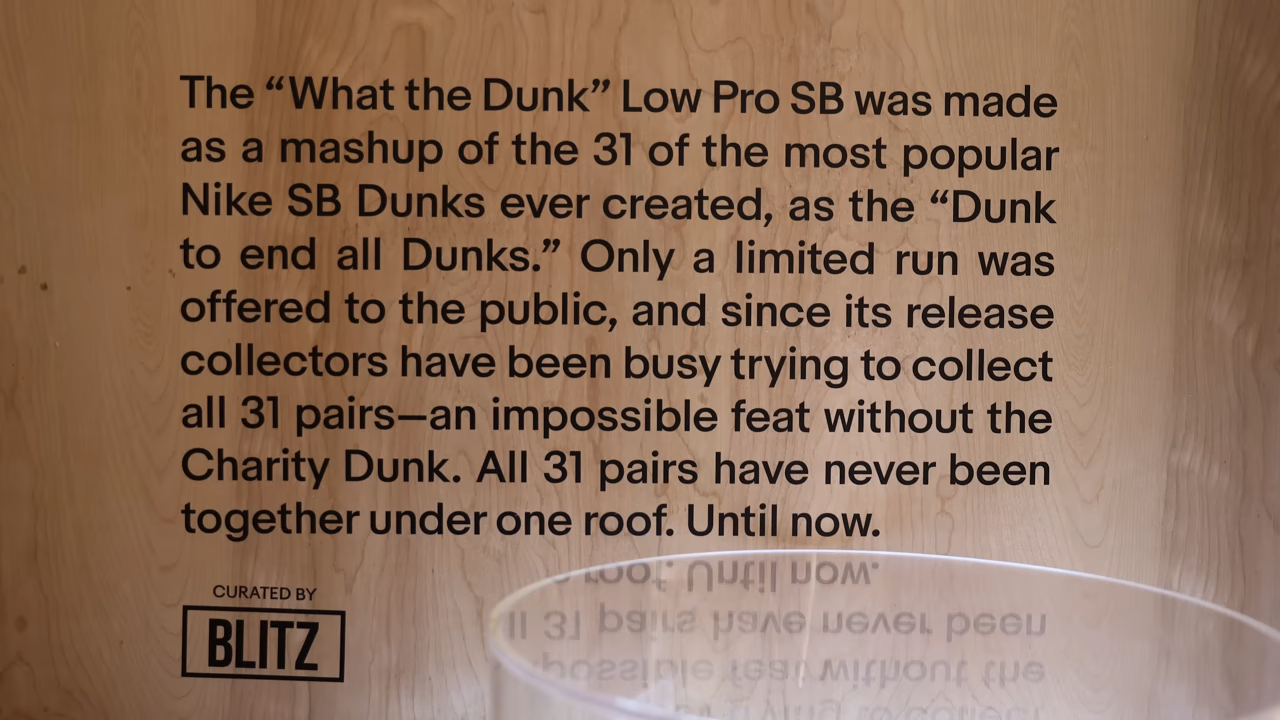 The “What the Dunk” Low Pro SB was made
as a mashup of the 31 of the most popular
Nike SB Dunks ever created, as the “Dunk
to end all Dunks.” Only a limited run was
offered to the public, and since its release
collectors have been busy trying to collect
all 31 pairs—an impossible feat without the
Charity Dunk. All 31 pairs have never been
together under one roof. Until now.
CURATED BY
BLITZ